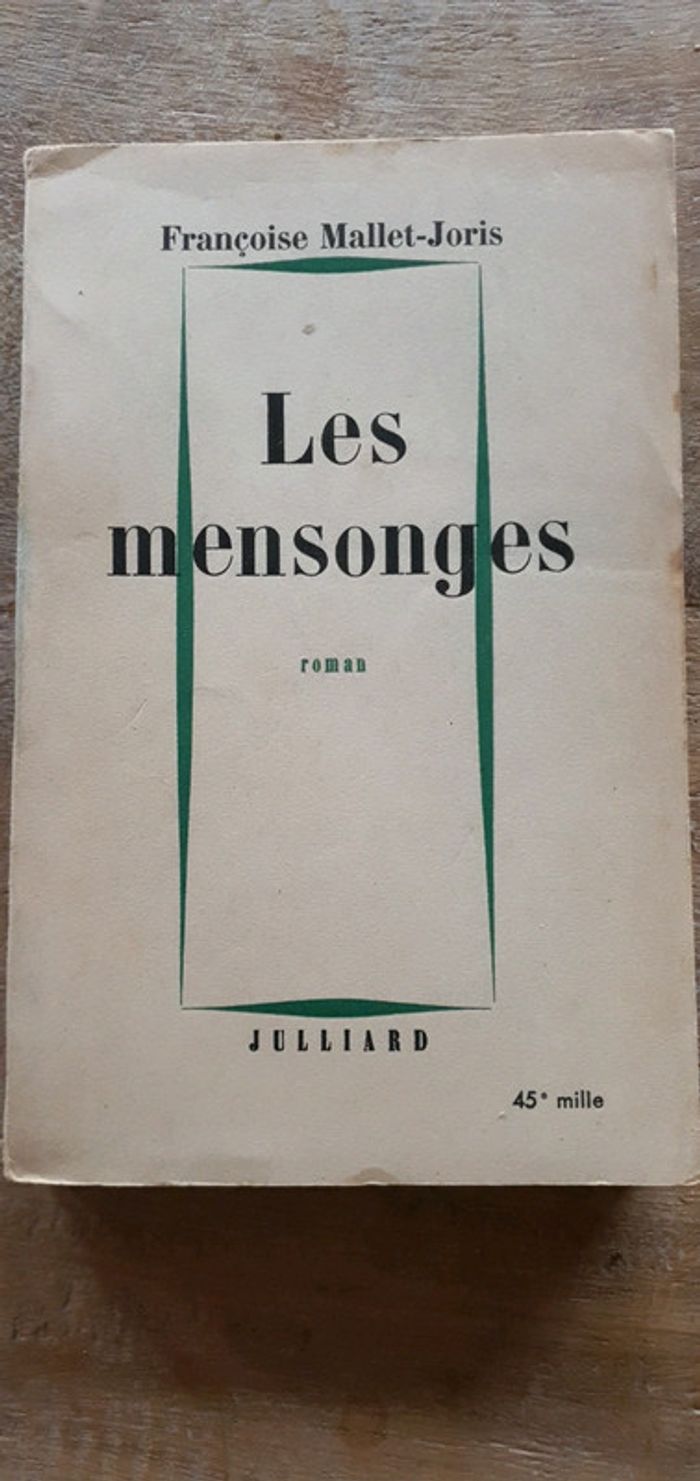 Françoise Mallet-Joris
Les
mensonges
roman
JULLIARD
45e mille